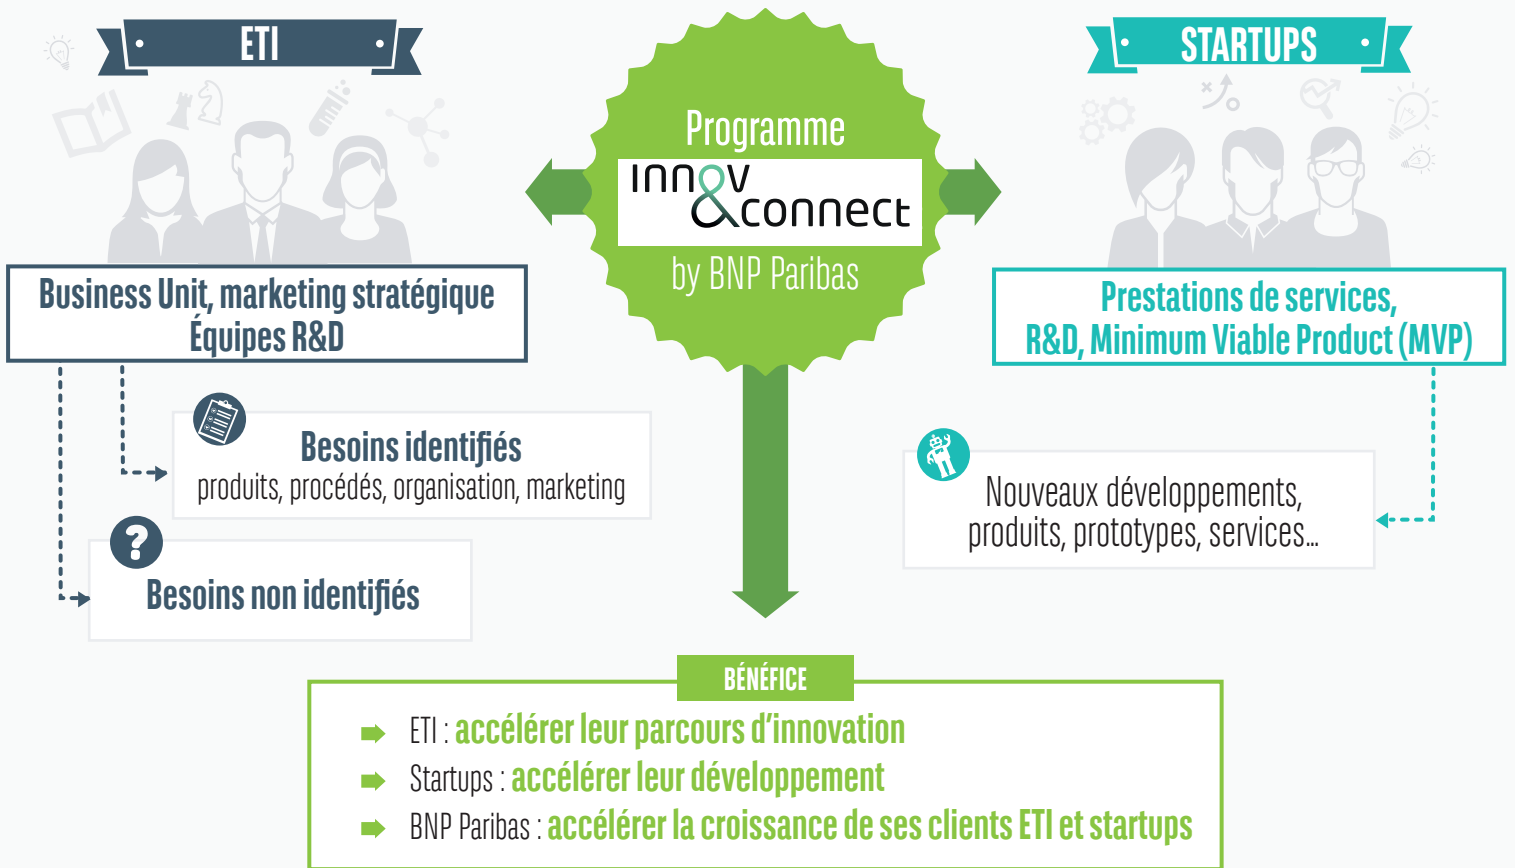 ETI
Business Unit, marketing stratégique
Équipes R&D
Besoins identifiés
produits, procédés, organisation, marketing
?
Besoins non identifiés
Programme
innov
&connect
by BNP Paribas
STARTUPS
Prestations de services,
R&D, Minimum Viable Product (MVP)
Nouveaux développements,
produits, prototypes, services...
BÉNÉFICE
ETI : accélérer leur parcours d’innovation
Startups : accélérer leur développement
BNP Paribas : accélérer la croissance de ses clients ETI et startups